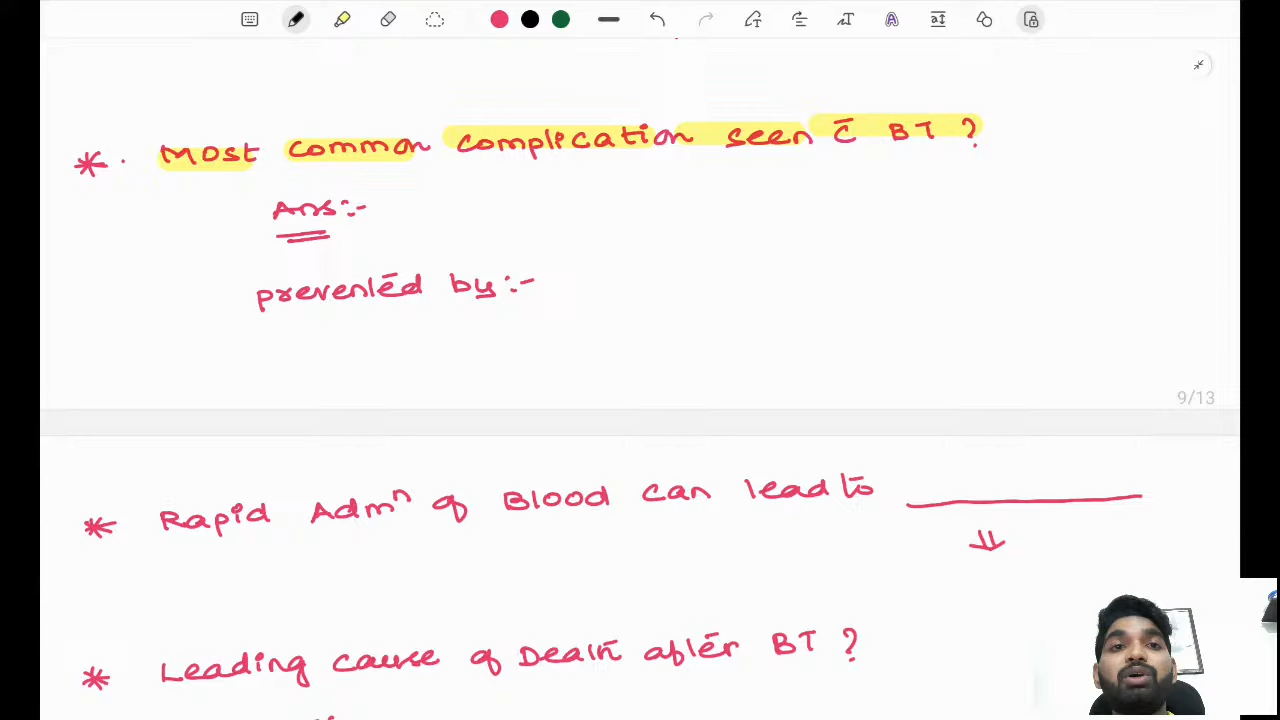 * . Most common complication seen c̄ BT ?
Ans :-
prevented by :-
9/13
* Rapid Admⁿ of Blood can lead to ________
* Leading cause of Death after BT ?